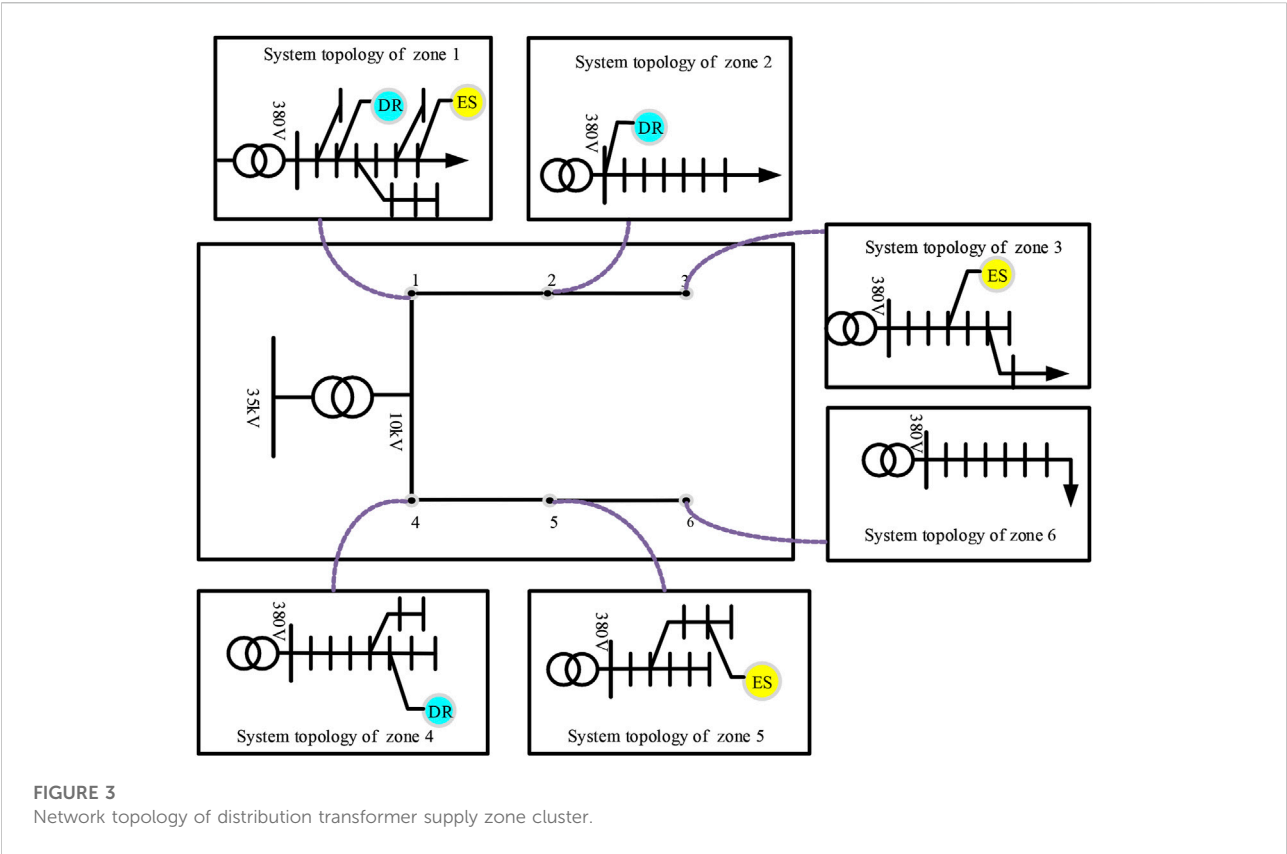 System topology of zone 1
380V
DR
ES
System topology of zone 2
380V
DR
System topology of zone 3
380V
ES
1
2
3
35kV
10kV
4
5
6
380V
System topology of zone 6
380V
DR
System topology of zone 4
380V
ES
System topology of zone 5
FIGURE 3
Network topology of distribution transformer supply zone cluster.